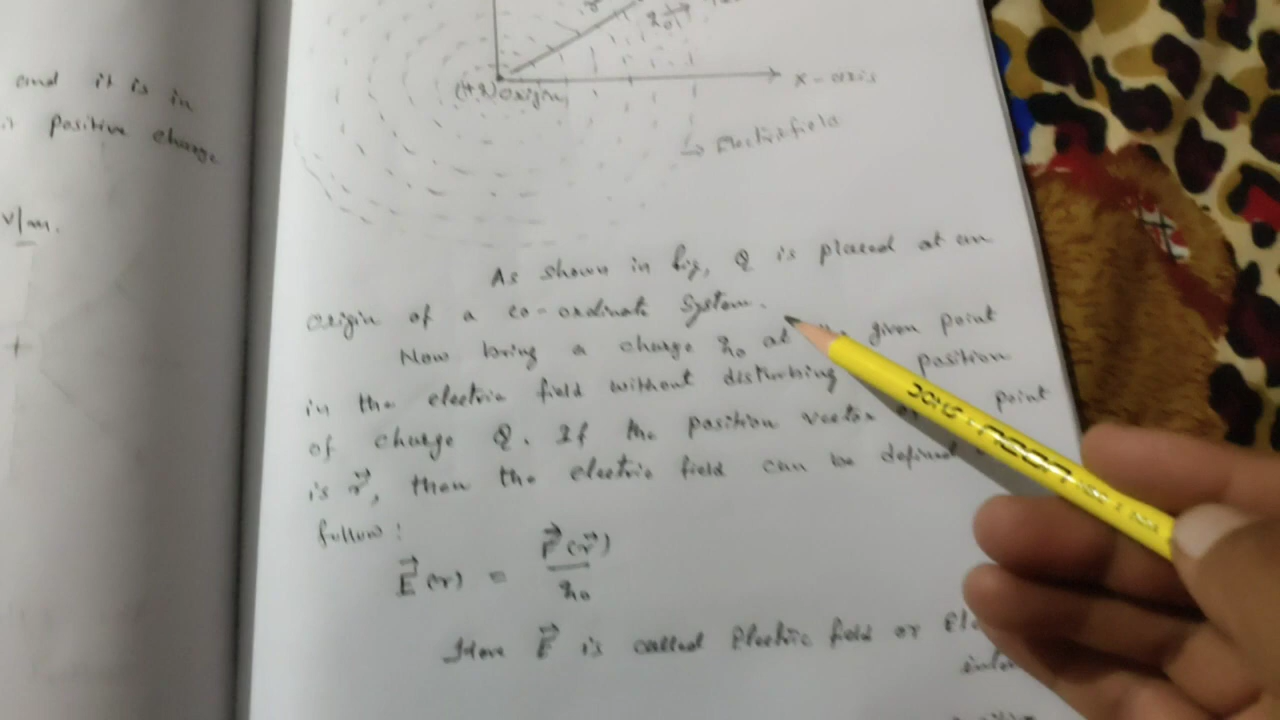 and it is in
positive charge
V/m.
+
X-axis
(+Q) origin
→ Electric field
As shown in fig, Q is placed at an
origin of a co-ordinate system.
Now bring a charge q₀ at the given point
in the electric field without disturbing position
of charge Q. If the position vector point
is r⃗, then the electric field can be defined
follow:
E⃗(r) = F⃗(r⃗)
q₀
Here E⃗ is called Electric field or
DOMS